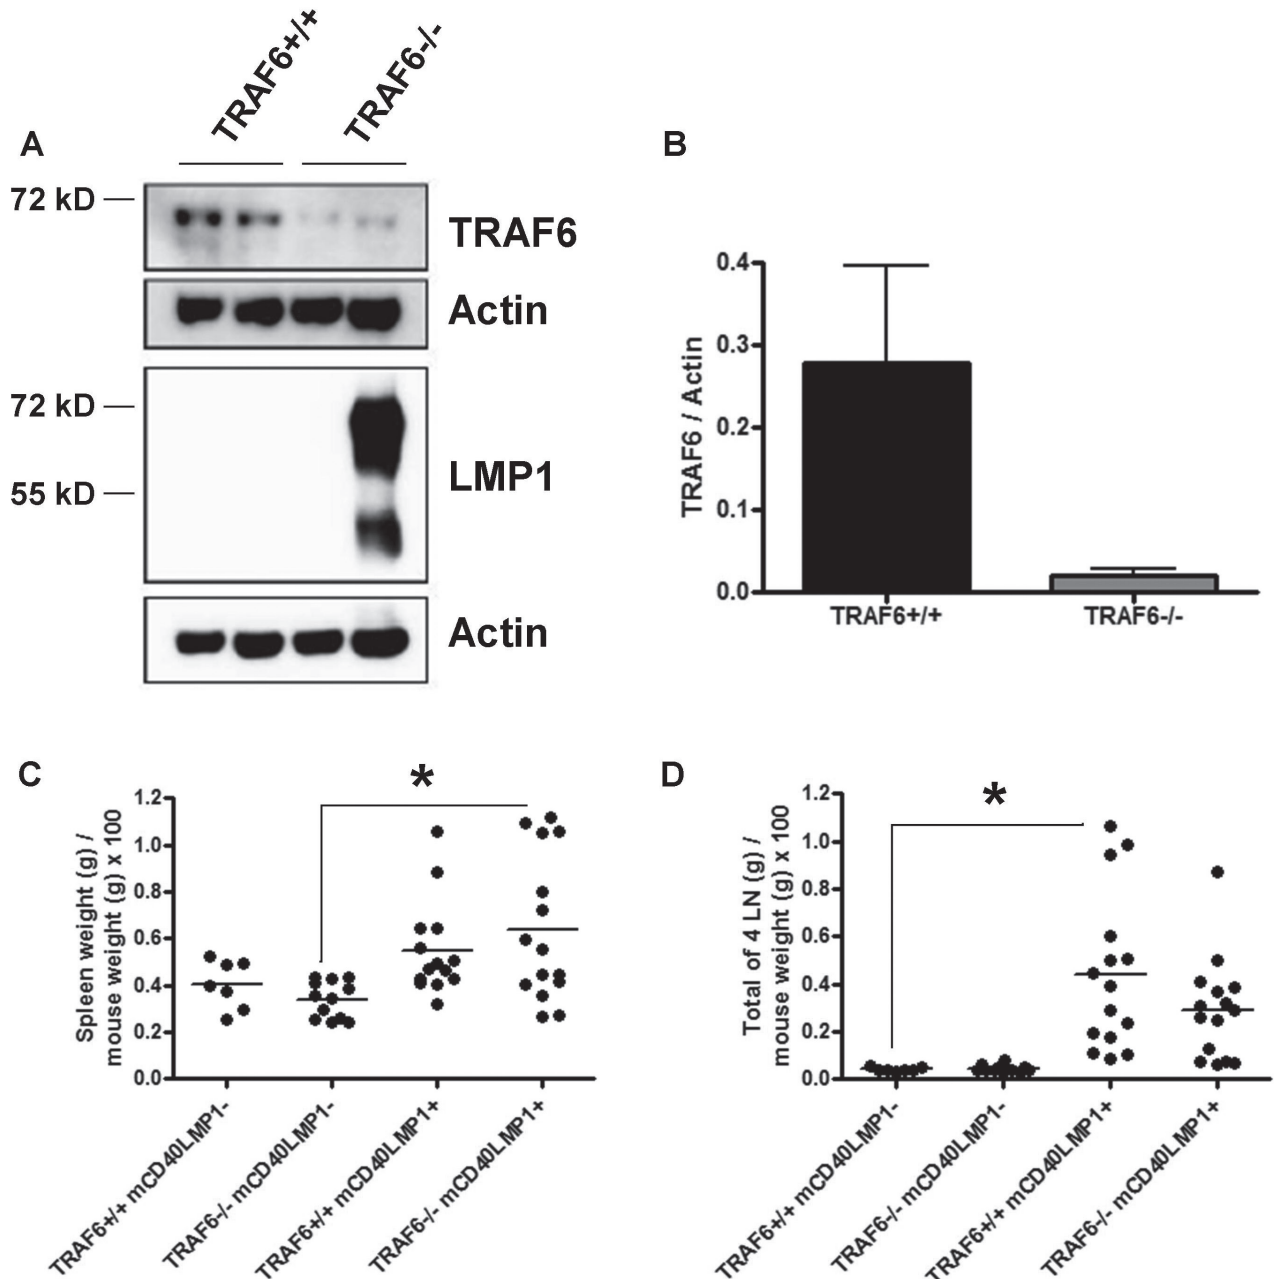 A
TRAF6+/+
TRAF6-/-
72 kD
TRAF6
Actin
72 kD
55 kD
LMP1
Actin
B
TRAF6 / Actin
0.4
0.3
0.2
0.1
0.0
TRAF6+/+
TRAF6-/-
C
*
Spleen weight (g) /
mouse weight (g) x 100
1.2
1.0
0.8
0.6
0.4
0.2
0.0
TRAF6+/+ mCD40LMP1-
TRAF6-/- mCD40LMP1-
TRAF6+/+ mCD40LMP1+
TRAF6-/- mCD40LMP1+
D
*
Total of 4 LN (g) /
mouse weight (g) x 100
1.2
1.0
0.8
0.6
0.4
0.2
0.0
TRAF6+/+ mCD40LMP1-
TRAF6-/- mCD40LMP1-
TRAF6+/+ mCD40LMP1+
TRAF6-/- mCD40LMP1+